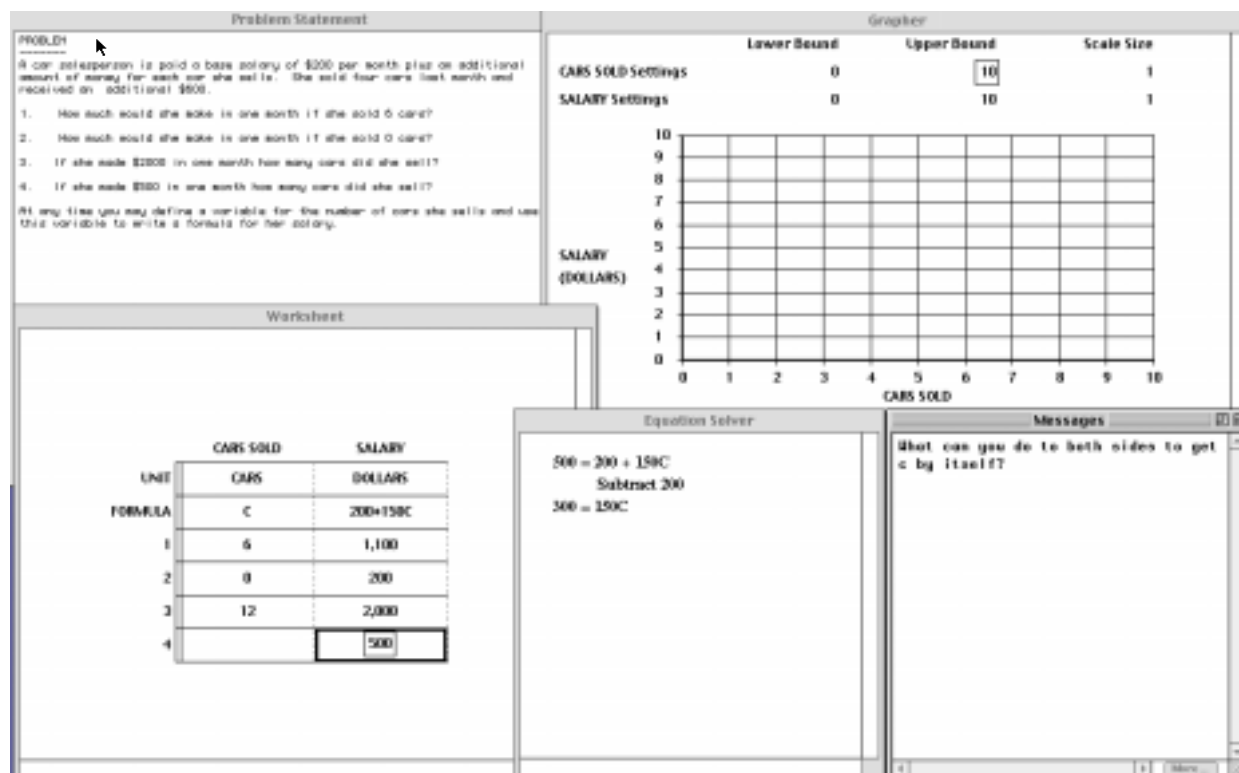 Problem Statement
PROBLEM
--------
A car salesperson is paid a base salary of $200 per month plus an additional
amount of money for each car she sells. She sold four cars last month and
received an additional $600.
1. How much would she make in one month if she sold 6 cars?
2. How much would she make in one month if she sold 0 cars?
3. If she made $2000 in one month how many cars did she sell?
4. If she made $500 in one month how many cars did she sell?
At any time you may define a variable for the number of cars she sells and use
this variable to write a formula for her salary.
Grapher
Lower Bound Upper Bound Scale Size
CARS SOLD Settings 0 10 1
SALARY Settings 0 10 1
10
9
8
7
6
5
4
3
2
1
0
SALARY
(DOLLARS)
0 1 2 3 4 5 6 7 8 9 10
CARS SOLD
Worksheet
CARS SOLD SALARY
UNIT CARS DOLLARS
FORMULA C 200+150C
1 6 1,100
2 0 200
3 12 2,000
4 500
Equation Solver
500 = 200 + 150C
Subtract 200
300 = 150C
Messages
What can you do to both sides to get
c by itself?